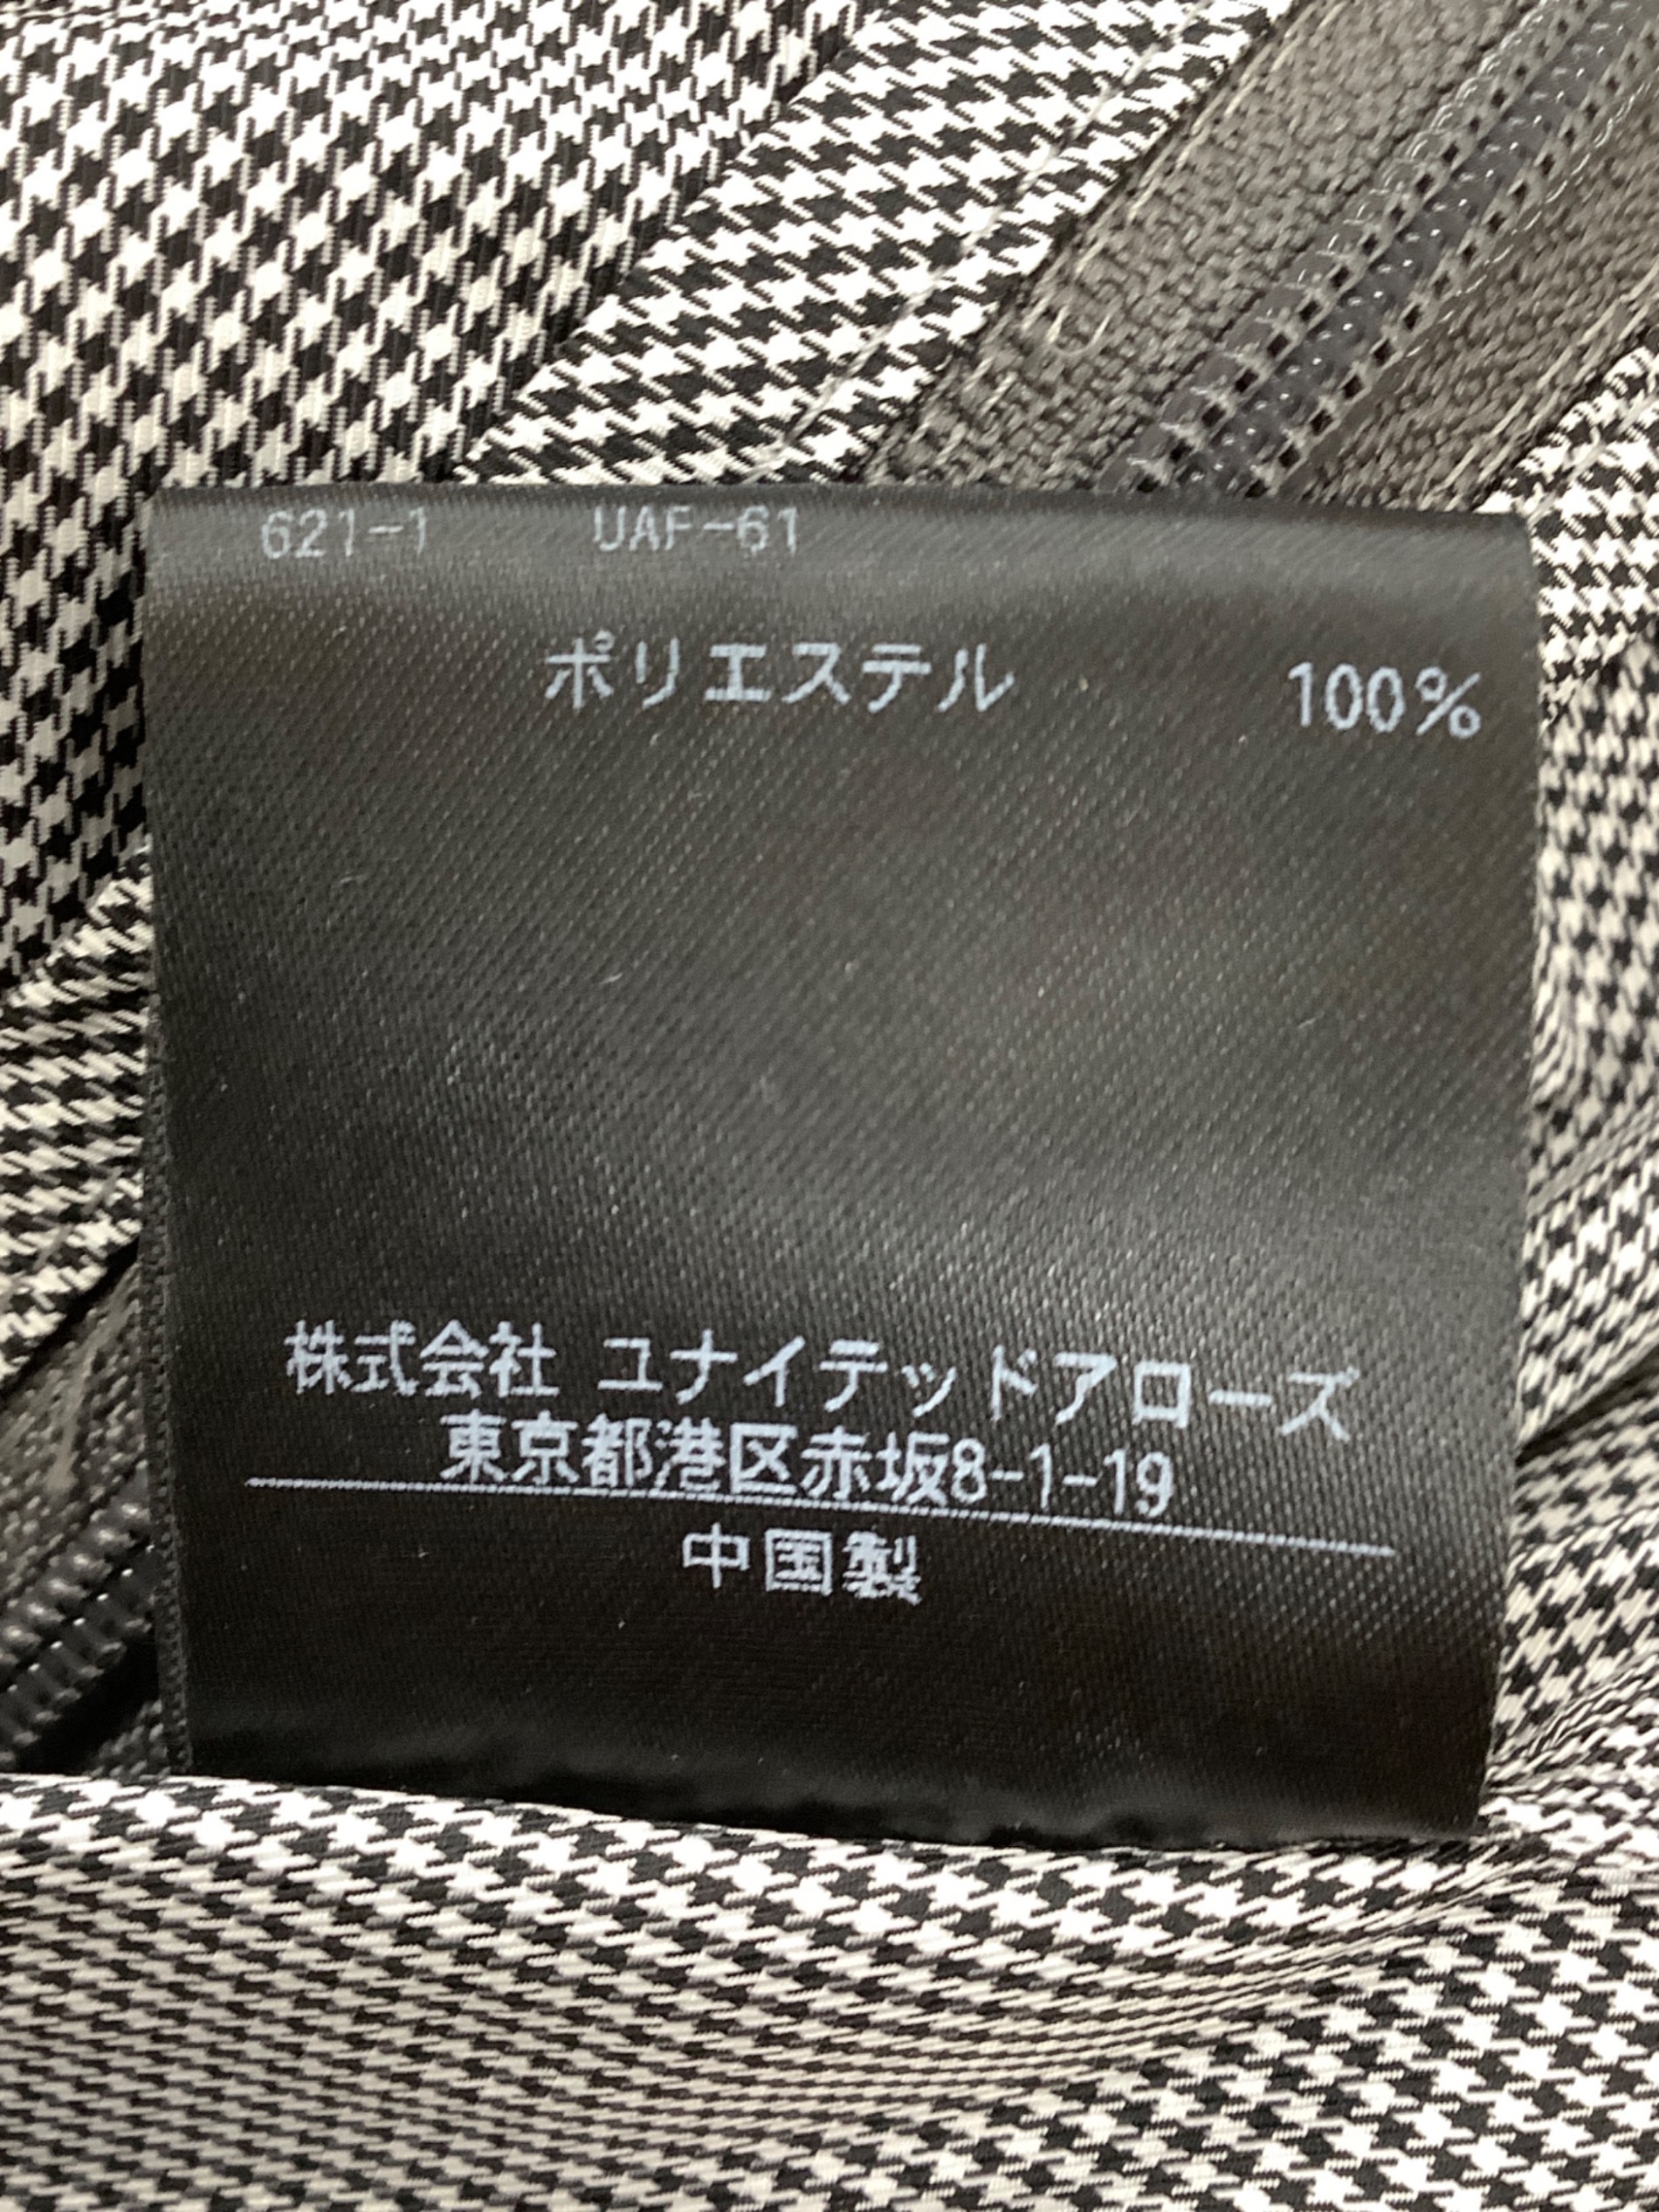 621-1 UAF-61
ポリエステル 100%
株式会社 ユナイテッドアローズ
東京都港区赤坂8-1-19
中国製